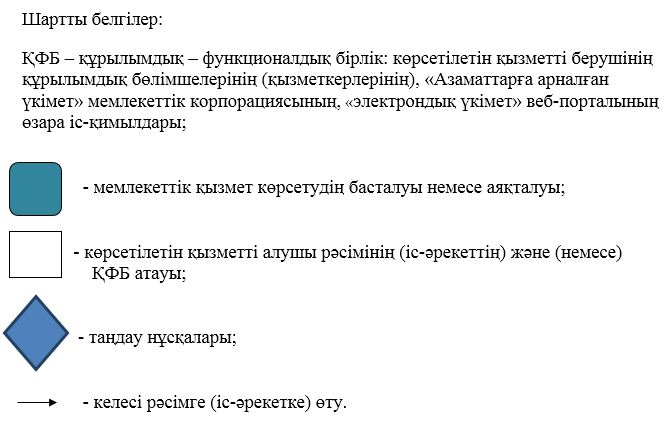 Шартты белгілер:
ҚФБ – құрылымдық – функционалдық бірлік: көрсетілетін қызметті берушінің
құрылымдық бөлімшелерінің (қызметкерлерінің), «Азаматтарға арналған
үкімет» мемлекеттік корпорациясының, «электрондық үкімет» веб-порталының
өзара іс-қимылдары;
- мемлекеттік қызмет көрсетудің басталуы немесе аяқталуы;
- көрсетілетін қызметті алушы рәсімінің (іс-әрекеттің) және (немесе)
ҚФБ атауы;
- таңдау нұсқалары;
- келесі рәсімге (іс-әрекетке) өту.